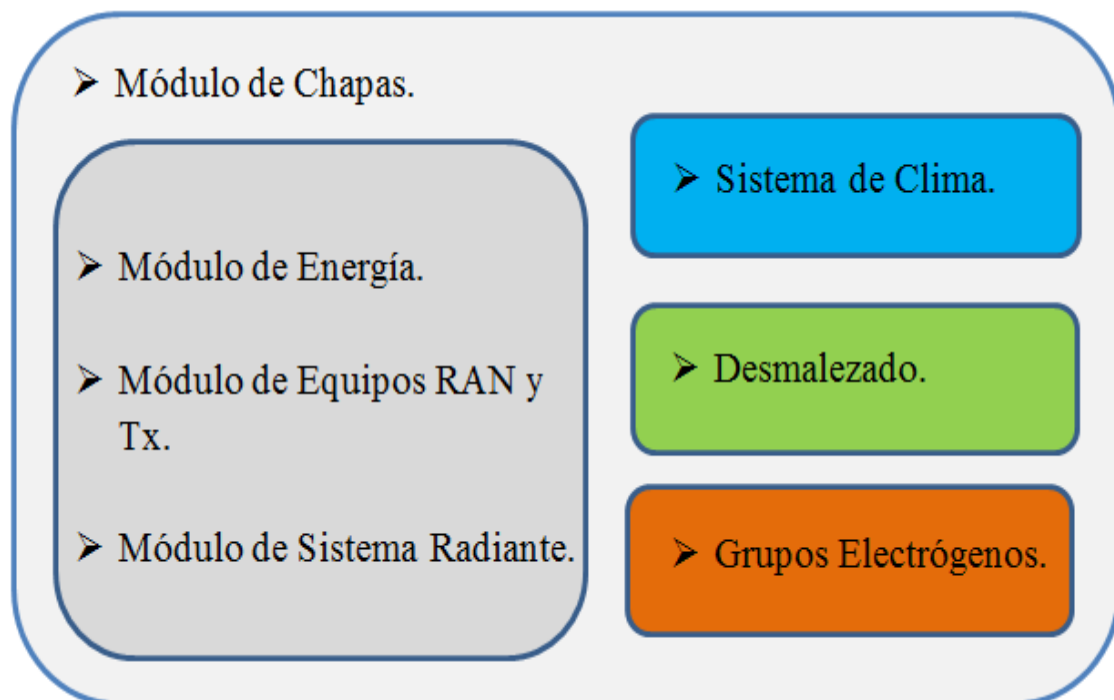 ➢ Módulo de Chapas.
➢ Módulo de Energía.
➢ Módulo de Equipos RAN y
Tx.
➢ Módulo de Sistema Radiante.
➢ Sistema de Clima.
➢ Desmalezado.
➢ Grupos Electrógenos.